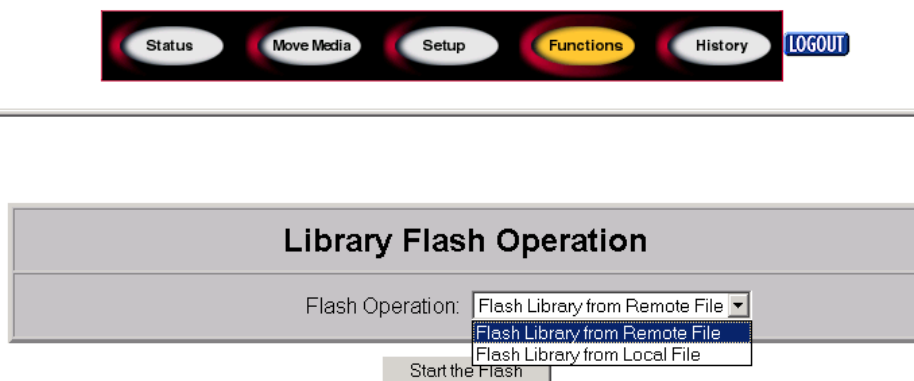 Status Move Media Setup Functions History LOGOUT
Library Flash Operation
Flash Operation: Flash Library from Remote File
Flash Library from Remote File
Flash Library from Local File
Start the Flash